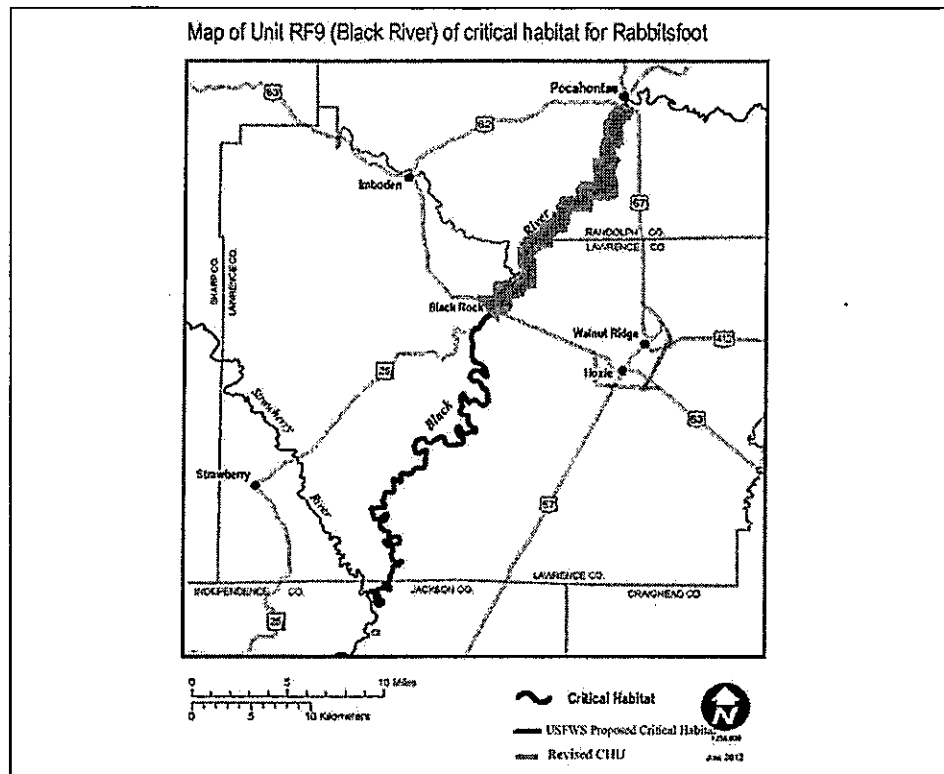 Map of Unit RF9 (Black River) of critical habitat for Rabbitsfoot
Pocahontas
63
62
Imboden
67
River
RANDOLPH CO.
LAWRENCE CO.
SHARP CO.
LAWRENCE CO.
Black Rock
Walnut Ridge
412
Hoxie
25
Strawberry
Black
63
Strawberry
River
67
LAWRENCE CO.
INDEPENDENCE CO.
JACKSON CO.
CRAIGHEAD CO.
25
0 5 10 Miles
0 5 10 Kilometers
Critical Habitat
USFWS Proposed Critical Habitat
Revised CHU
N